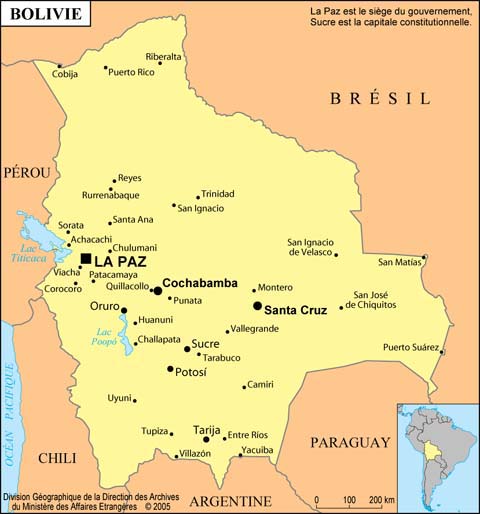 BOLIVIE
La Paz est le siège du gouvernement,
Sucre est la capitale constitutionnelle.
Riberalta
Cobija
Puerto Rico
BRÉSIL
PÉROU
Reyes
Rurrenabaque
Trinidad
San Ignacio
Santa Ana
Sorata
Achacachi
Chulumani
Lac
Titicaca
San Ignacio
de Velasco
San Matías
LA PAZ
Viacha
Patacamaya
Corocoro
Quillacollo
Cochabamba
Montero
Punata
Oruro
Santa Cruz
San José
de Chiquitos
Huanuni
Vallegrande
Lac
Poopó
Challapata
Sucre
Tarabuco
Puerto Suárez
Potosí
Camiri
Uyuni
OCÉAN PACIFIQUE
Tupiza
Tarija
Entre Ríos
Villazón
Yacuiba
CHILI
PARAGUAY
ARGENTINE
Division Géographique de la Direction des Archives
du Ministère des Affaires Etrangères © 2005
0 100 200 km